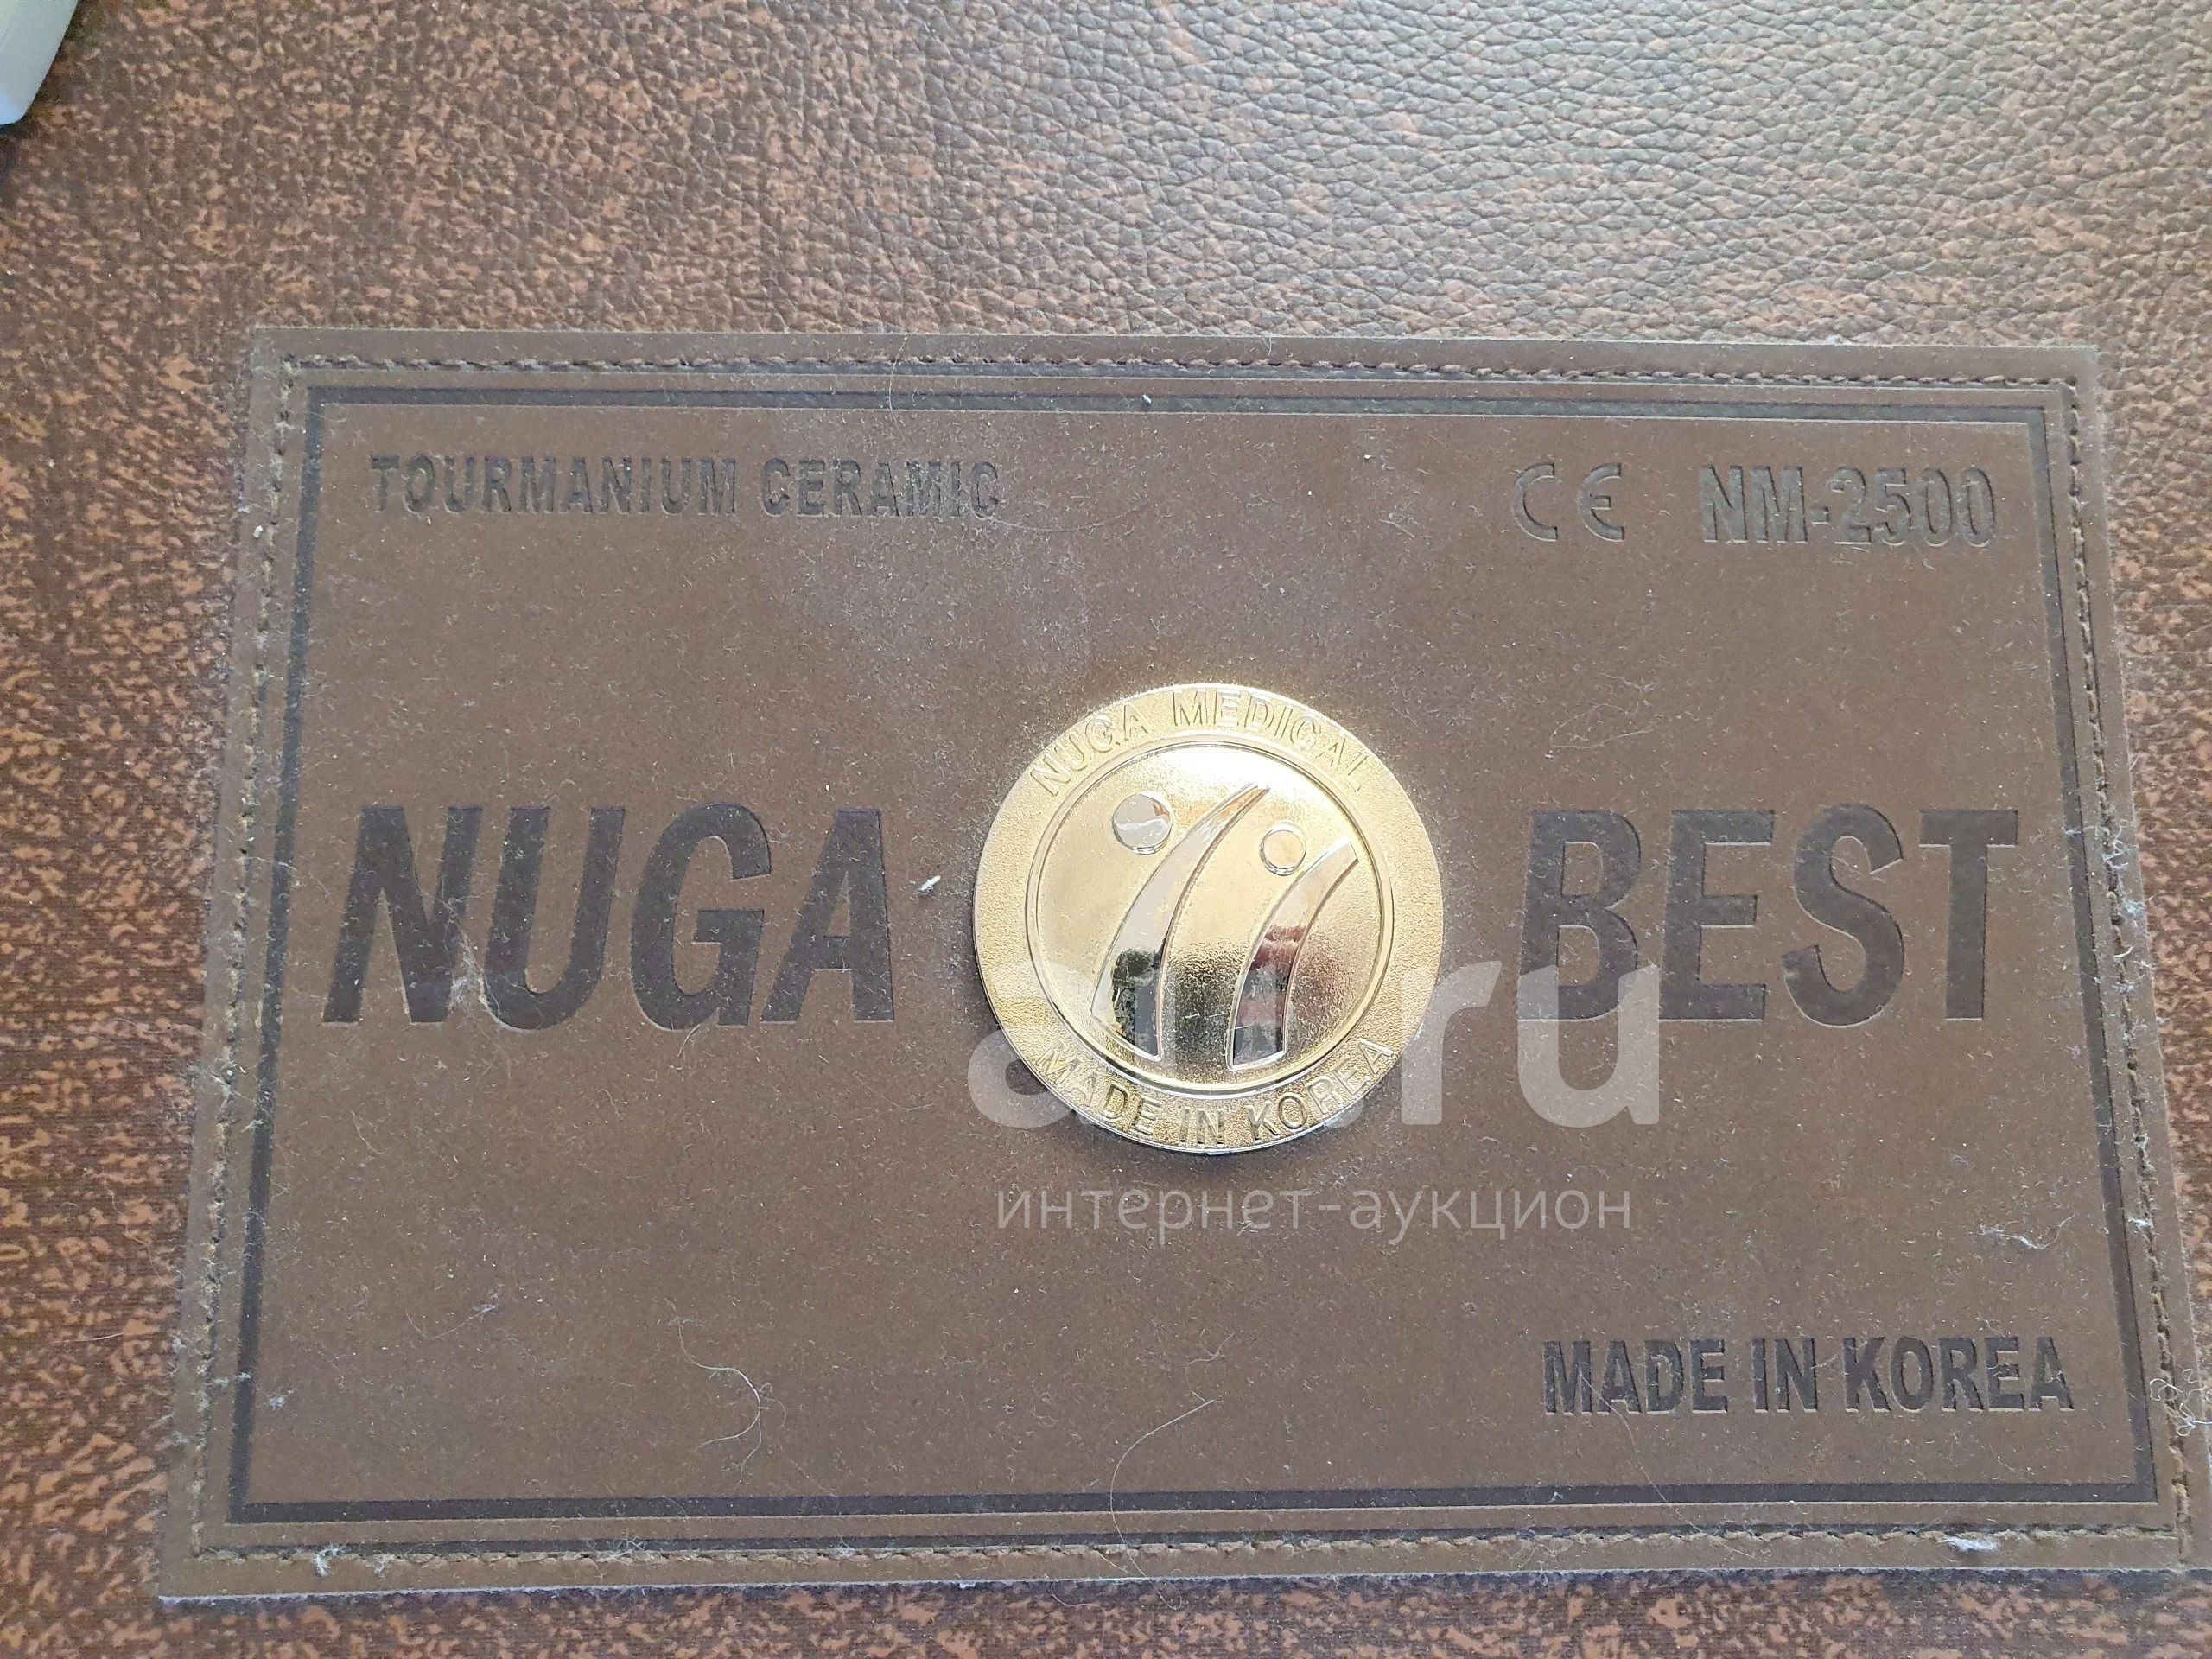 TOURMANIUM CERAMIC
CE NM-2500
NUGA BEST
NUGA MEDICAL
MADE IN KOREA
интернет-аукцион
MADE IN KOREA